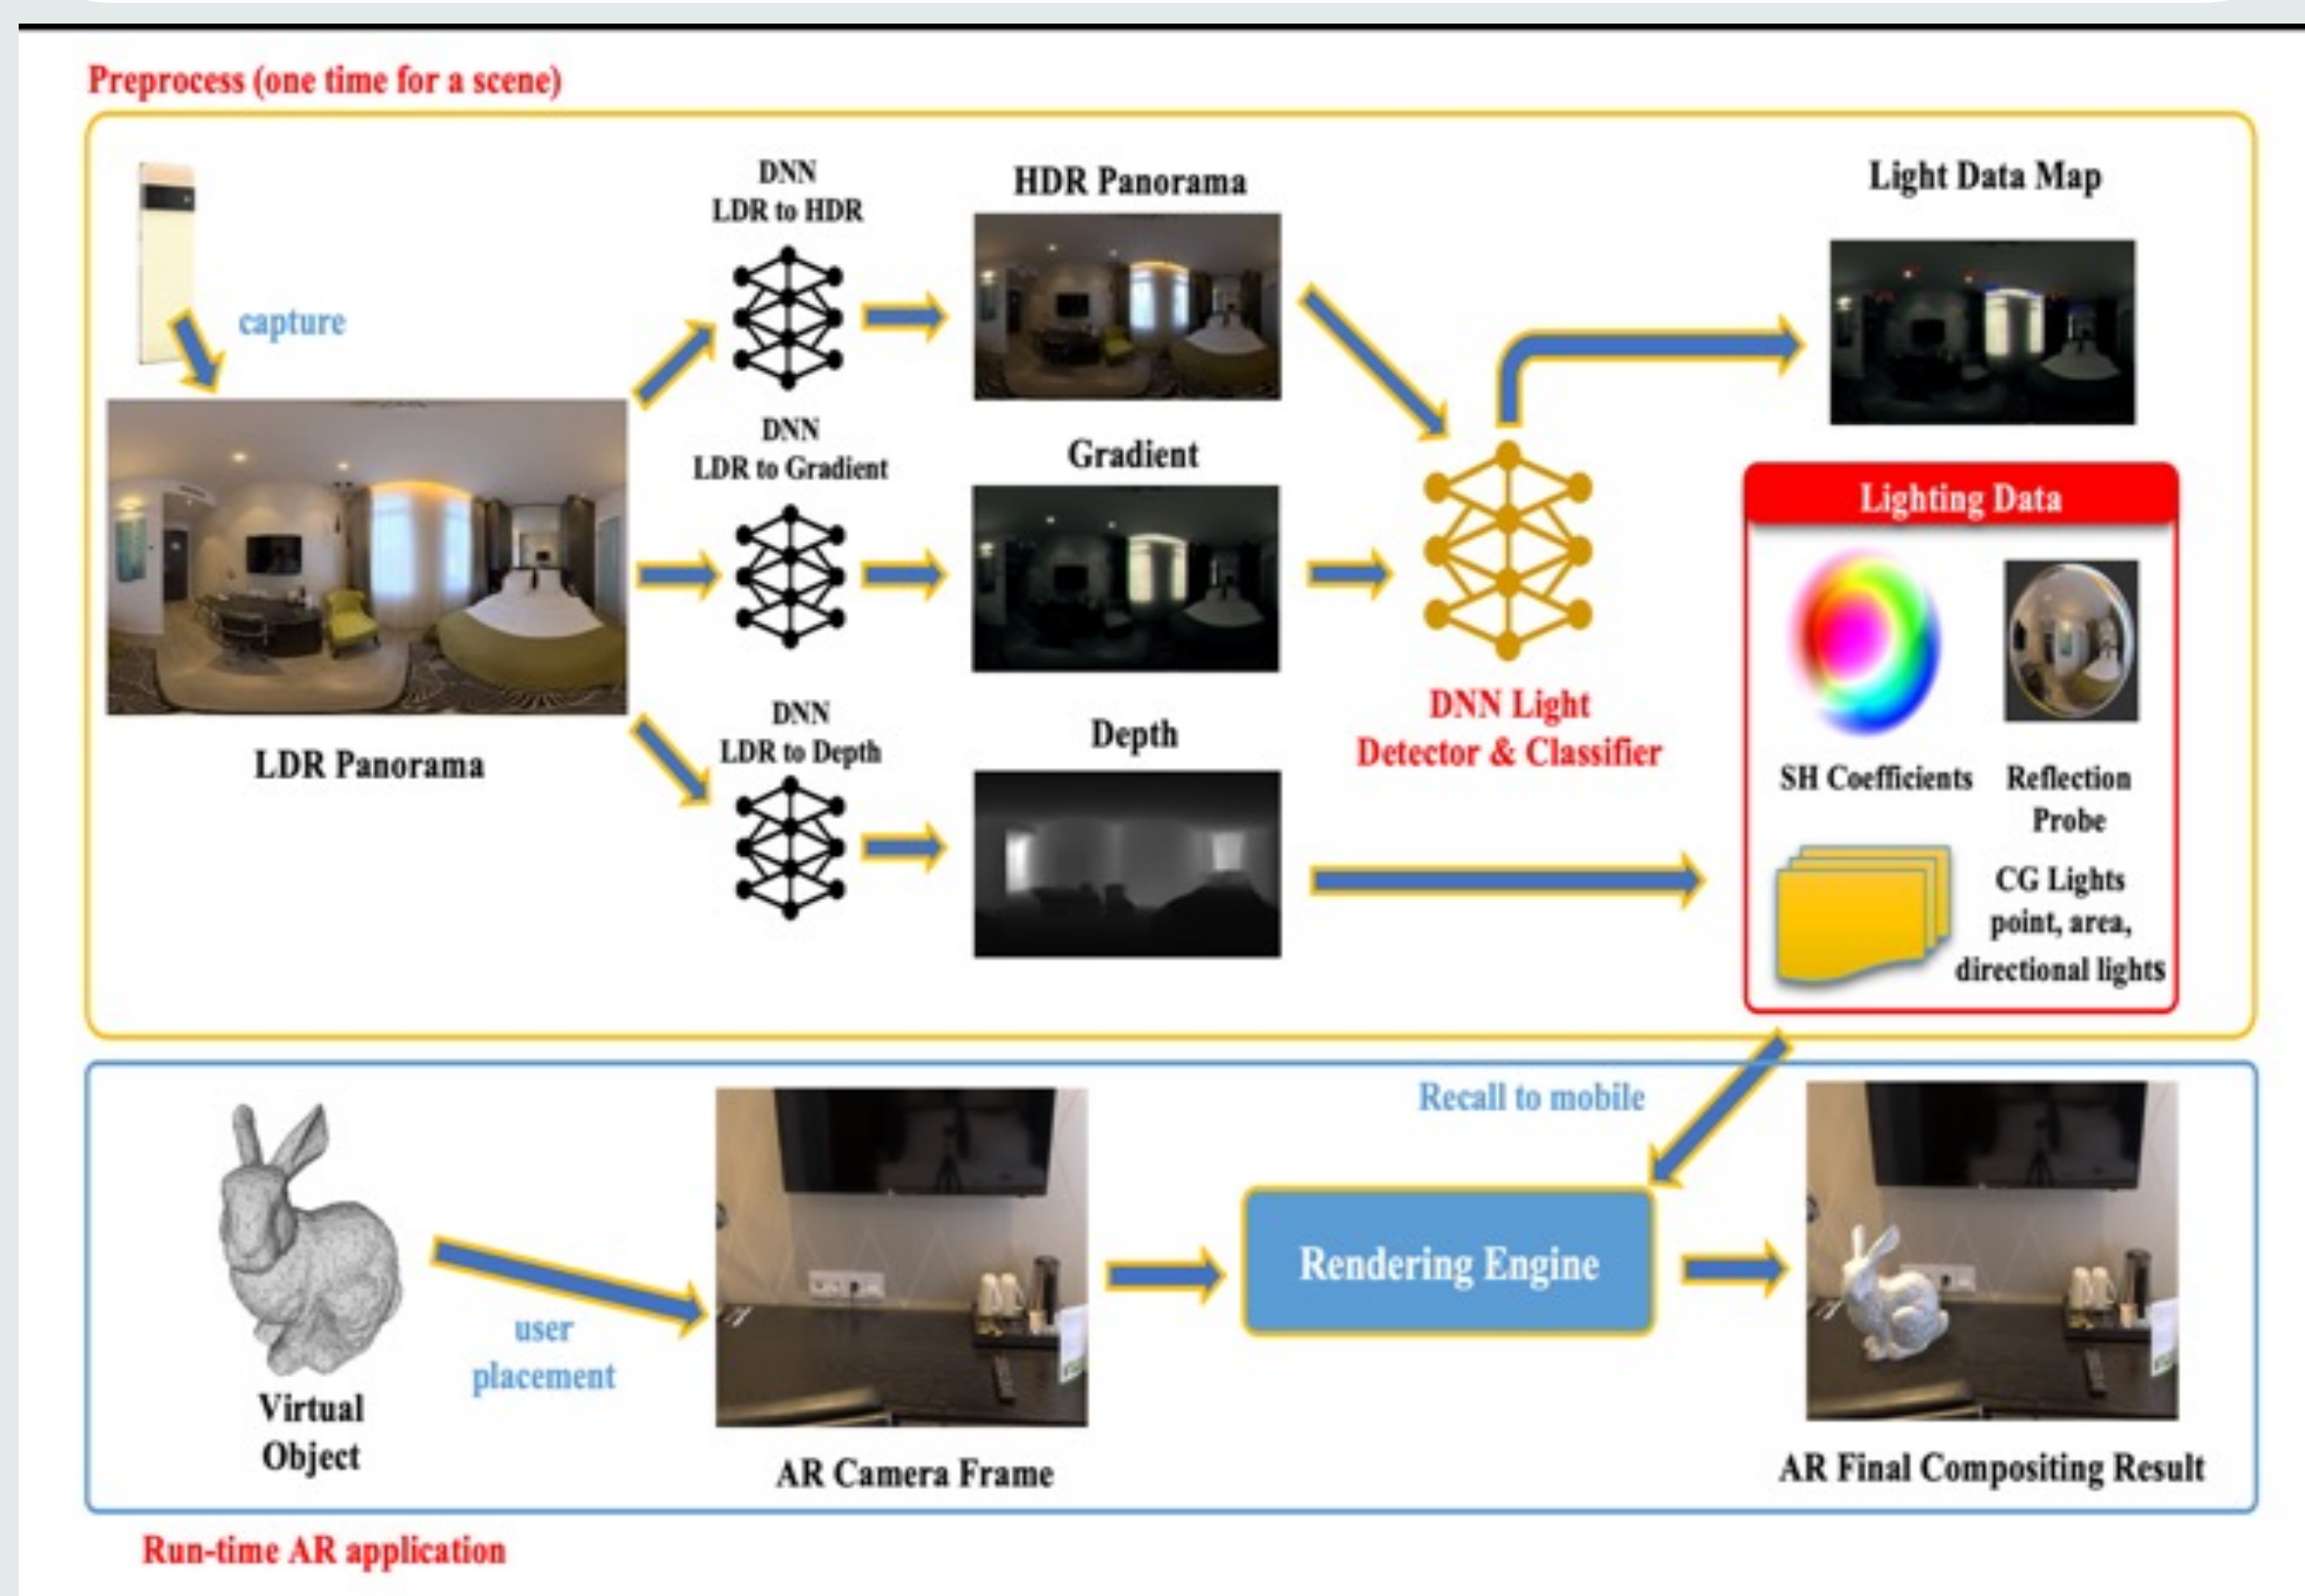 Preprocess (one time for a scene)
capture
LDR Panorama
DNN
LDR to HDR
HDR Panorama
DNN
LDR to Gradient
Gradient
DNN
LDR to Depth
Depth
DNN Light
Detector & Classifier
Light Data Map
Lighting Data
SH Coefficients
Reflection
Probe
CG Lights
point, area,
directional lights
Recall to mobile
Virtual
Object
user
placement
AR Camera Frame
Rendering Engine
AR Final Compositing Result
Run-time AR application